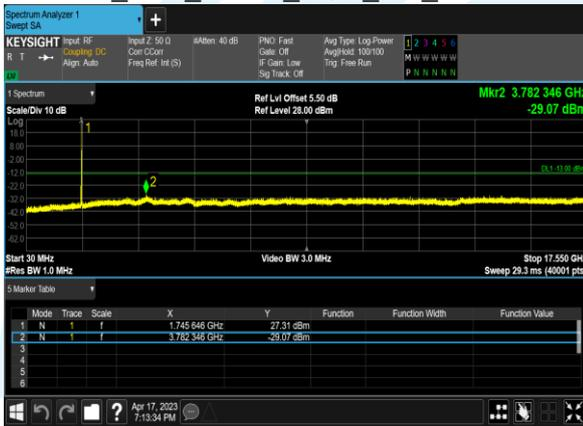 Spectrum Analyzer 1
Swept SA
KEYSIGHT Input: RF Input Z: 50 Ω #Atten: 40 dB PNO: Fast Avg Type: Log-Power 1 2 3 4 5 6
R T Coupling: DC Corr CCorr Gate: Off Avg|Hold: 100/100 M W W W W W
Align: Auto Freq Ref: Int (S) IF Gain: Low Trig: Free Run
Sig Track: Off P N N N N N
1 Spectrum Ref Lvl Offset 5.50 dB Mkr2 3.782 346 GHz
Scale/Div 10 dB Ref Level 28.00 dBm -29.07 dBm
Log
18.0
8.00
-2.00
-12.0
-22.0
-32.0
-42.0
-52.0
-62.0
1
2
DL1 -13.00 dBm
Start 30 MHz Video BW 3.0 MHz Stop 17.550 GHz
#Res BW 1.0 MHz Sweep 29.3 ms (40001 pts)
5 Marker Table
Mode Trace Scale X Y Function Function Width Function Value
1 N 1 f 1.745 646 GHz 27.31 dBm
2 N 1 f 3.782 346 GHz -29.07 dBm
3
4
5
6
? Apr 17, 2023
7:13:34 PM